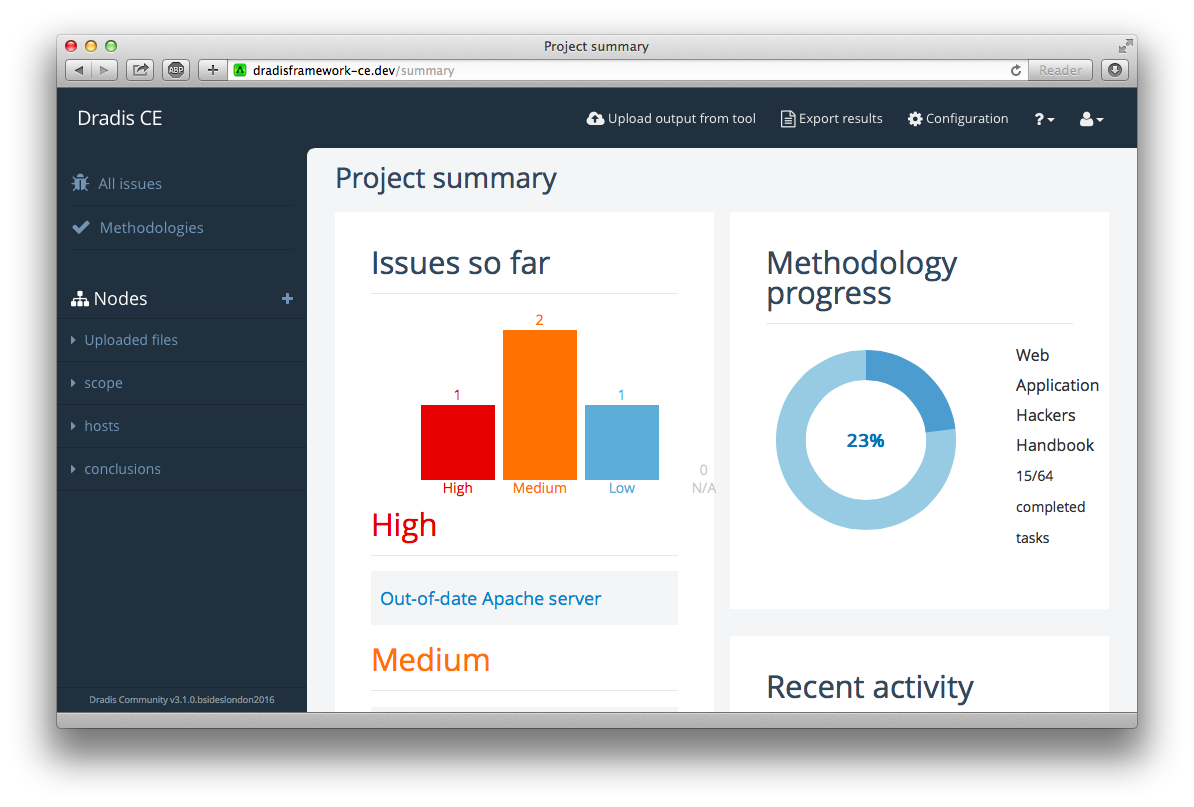 Project summary
ABP
dradisframework-ce.dev/summary
Reader
Dradis CE
Upload output from tool
Export results
Configuration
?
All issues
Methodologies
Nodes
+
Uploaded files
scope
hosts
conclusions
Dradis Community v3.1.0.bsideslondon2016
Project summary
Issues so far
2
1
1
0
High
Medium
Low
N/A
High
Out-of-date Apache server
Medium
Methodology
progress
23%
Web
Application
Hackers
Handbook
15/64
completed
tasks
Recent activity